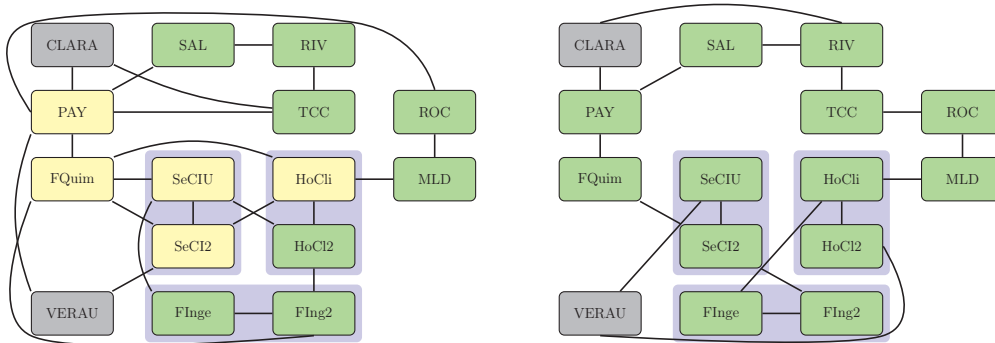 CLARA SAL RIV
PAY TCC ROC
FQuim SeCIU HoCli MLD
SeCI2 HoCl2
VERAU FInge FIng2
CLARA SAL RIV
PAY TCC ROC
FQuim SeCIU HoCli MLD
SeCI2 HoCl2
VERAU FInge FIng2